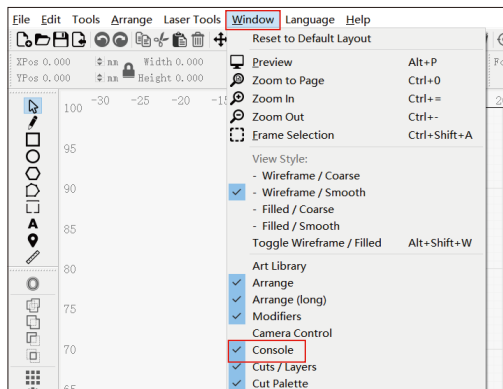 File Edit Tools Arrange Laser Tools Window Language Help
Reset to Default Layout
XPos 0.000 mm Width 0.000
YPos 0.000 mm Height 0.000
Preview Alt+P
Zoom to Page Ctrl+0
Zoom In Ctrl+=
Zoom Out Ctrl+-
Frame Selection Ctrl+Shift+A
View Style:
- Wireframe / Coarse
- Wireframe / Smooth
- Filled / Coarse
- Filled / Smooth
Toggle Wireframe / Filled Alt+Shift+W
Art Library
Arrange
Arrange (long)
Modifiers
Camera Control
Console
Cuts / Layers
Cut Palette
-30 -25 -20
100
95
90
85
80
75
70
65
A